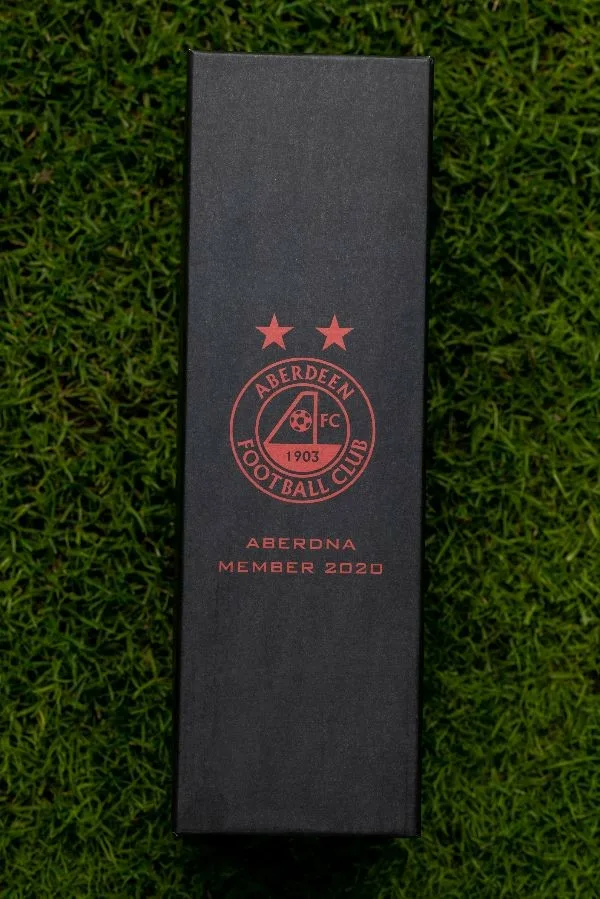 ABERDEEN
FC
1903
FOOTBALL CLUB
ABERDNA
MEMBER 2020